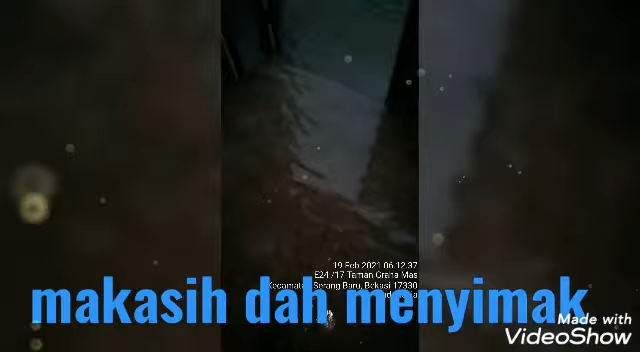 19 Feb 2021 06.12.37
E24 /17 Taman Graha Mas
Kecamatan Serang Baru, Bekasi 17330
makasih dah menyimak
Made with
VideoShow